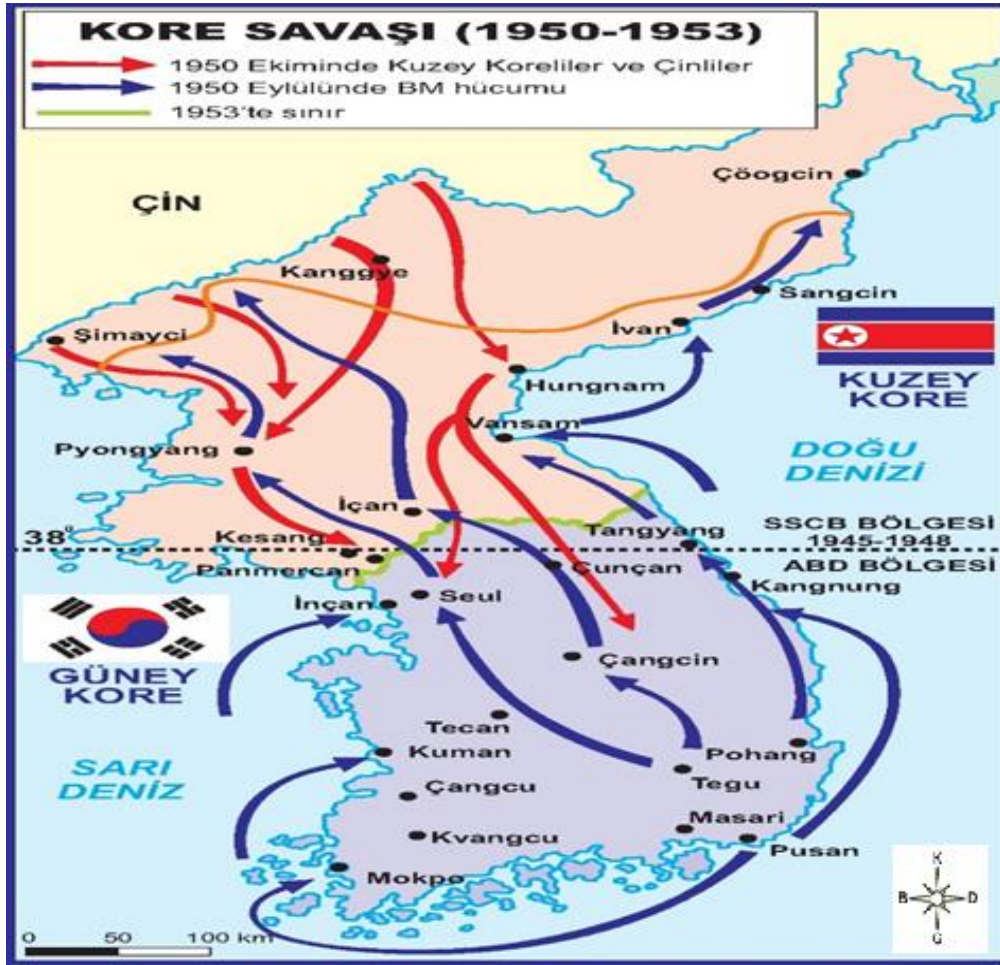 KORE SAVAŞI (1950-1953)
1950 Ekiminde Kuzey Koreliler ve Çinliler
1950 Eylülünde BM hücumu
1953'te sınır
ÇİN
Çöogcin
Kanggye
Sangcin
Şimayci
İvan
Hungnam
KUZEY
KORE
Vansam
Pyongyang
DOĞU
DENİZİ
İçan
Tangyang
SSCB BÖLGESİ
1945-1948
38°
Kesang
Panmercan
Çunçan
ABD BÖLGESİ
Kangnung
İnçan
Seul
GÜNEY
KORE
Çangcin
Tecan
Kuman
Pohang
Tegu
SARI
DENİZ
Çangcu
Masari
Kvangcu
Pusan
Mokpo
K
B D
G
0 50 100 km